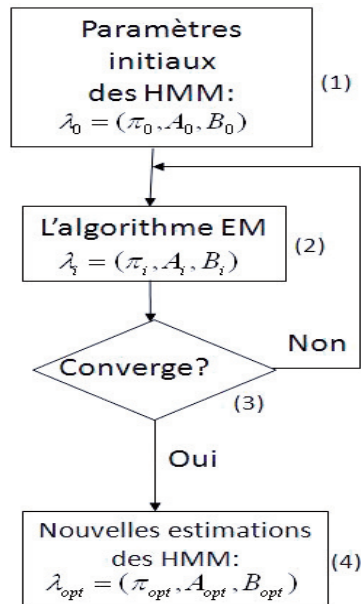 Paramètres
initiaux
des HMM:
λ₀ = (π₀, A₀, B₀)
(1)
L'algorithme EM
λᵢ = (πᵢ, Aᵢ, Bᵢ)
(2)
Converge?
Non
(3)
Oui
Nouvelles estimations
des HMM:
λ_opt = (π_opt, A_opt, B_opt)
(4)